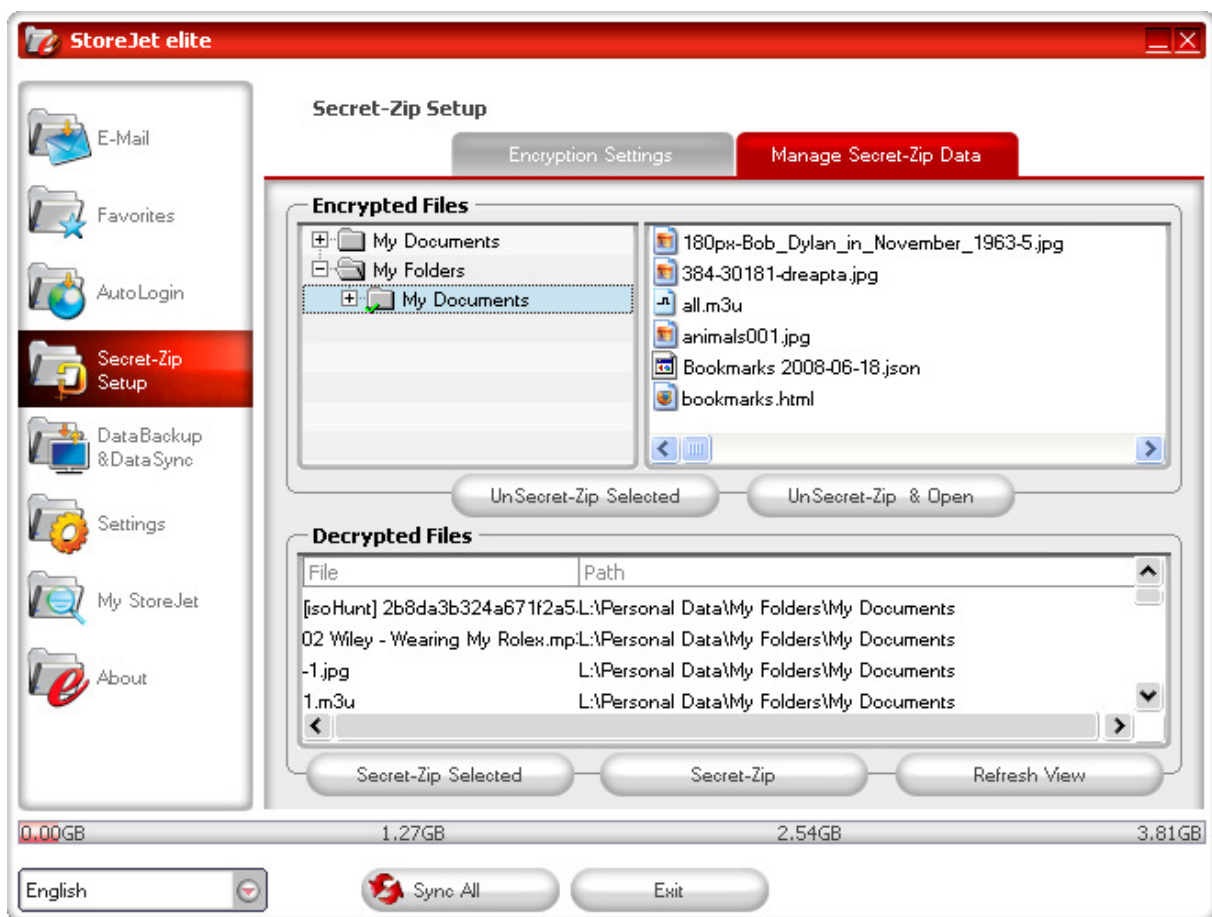 StoreJet elite
E-Mail
Favorites
AutoLogin
Secret-Zip
Setup
DataBackup
&DataSync
Settings
My StoreJet
About
Secret-Zip Setup
Encryption Settings
Manage Secret-Zip Data
Encrypted Files
My Documents
My Folders
My Documents
180px-Bob_Dylan_in_November_1963-5.jpg
384-30181-dreapta.jpg
all.m3u
animals001.jpg
Bookmarks 2008-06-18.json
bookmarks.html
UnSecret-Zip Selected
UnSecret-Zip & Open
Decrypted Files
File Path
[isoHunt] 2b8da3b324a671f2a5 L:\Personal Data\My Folders\My Documents
02 Wiley - Wearing My Rolex.mp L:\Personal Data\My Folders\My Documents
-1.jpg L:\Personal Data\My Folders\My Documents
1.m3u L:\Personal Data\My Folders\My Documents
Secret-Zip Selected
Secret-Zip
Refresh View
0.00GB 1.27GB 2.54GB 3.81GB
English
Sync All
Exit